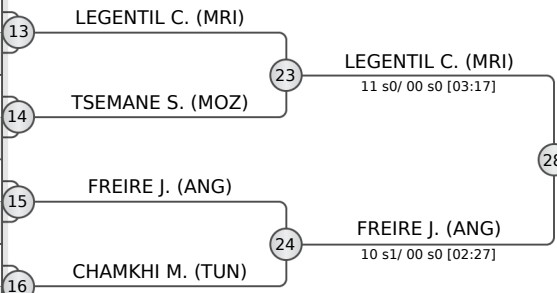 LEGENTIL C. (MRI)
13
23
LEGENTIL C. (MRI)
11 s0/ 00 s0 [03:17]
TSEMANE S. (MOZ)
14
28
FREIRE J. (ANG)
15
24
FREIRE J. (ANG)
10 s1/ 00 s0 [02:27]
CHAMKHI M. (TUN)
16